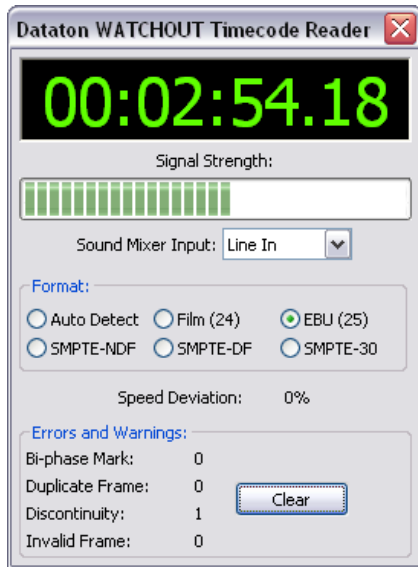 Dataton WATCHOUT Timecode Reader
00:02:54.18
Signal Strength:
Sound Mixer Input: Line In
Format:
Auto Detect Film (24) EBU (25)
SMPTE-NDF SMPTE-DF SMPTE-30
Speed Deviation: 0%
Errors and Warnings:
Bi-phase Mark: 0
Duplicate Frame: 0
Clear
Discontinuity: 1
Invalid Frame: 0